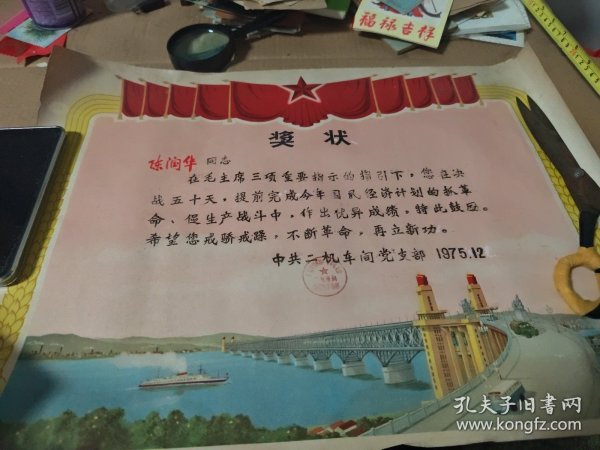 福禄吉祥
奖状
陈润华 同志
在毛主席三项重要指示的指引下，您在决
战五十天，提前完成今年国民经济计划的抓革
命、促生产战斗中，作出优异成绩，特此鼓励。
希望您戒骄戒躁，不断革命，再立新功。
中共二机车间党支部 1975.12
孔夫子旧书网
www.kongfz.com